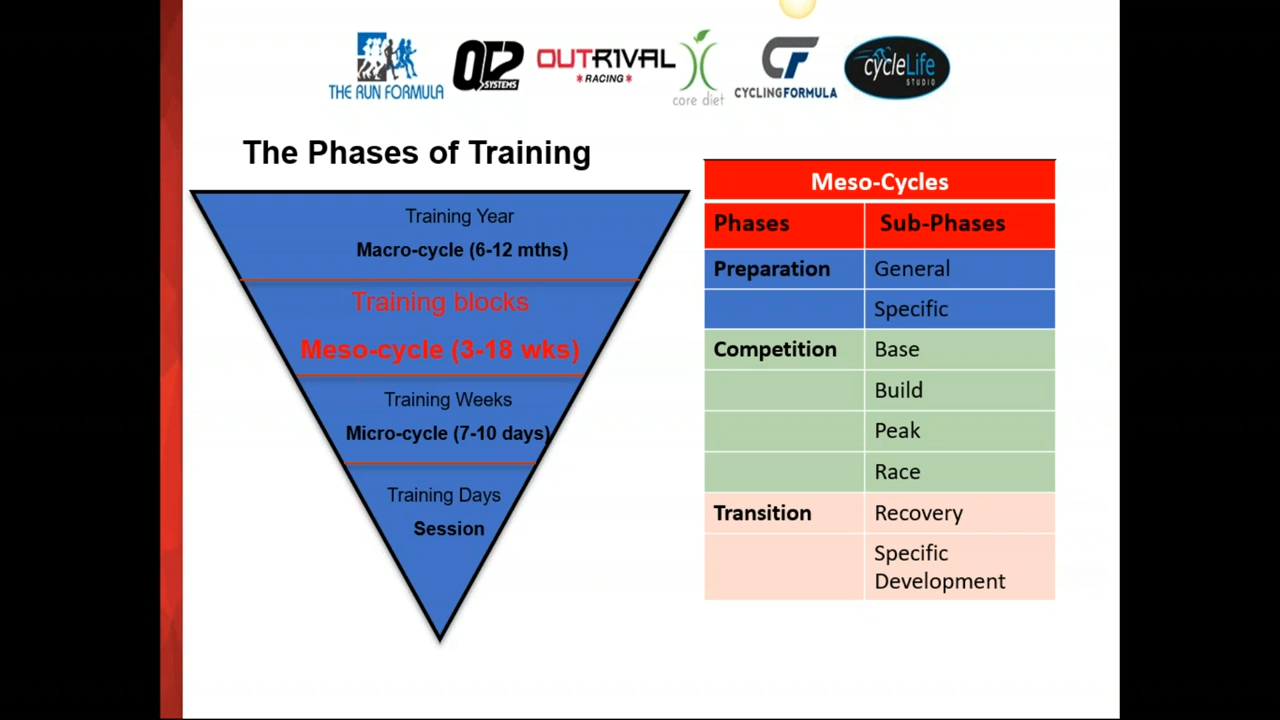 THE RUN FORMULA
QT2
SYSTEMS
OUTRIVAL
*RACING*
core diet
CYCLINGFORMULA
cycleLife
STUDIO
The Phases of Training
Training Year
Macro-cycle (6-12 mths)
Training blocks
Meso-cycle (3-18 wks)
Training Weeks
Micro-cycle (7-10 days)
Training Days
Session
Meso-Cycles
Phases Sub-Phases
Preparation General
Specific
Competition Base
Build
Peak
Race
Transition Recovery
Specific
Development